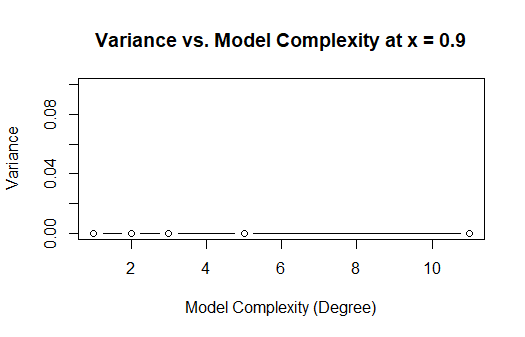 Variance vs. Model Complexity at x = 0.9
Variance
0.08
0.04
0.00
2 4 6 8 10
Model Complexity (Degree)